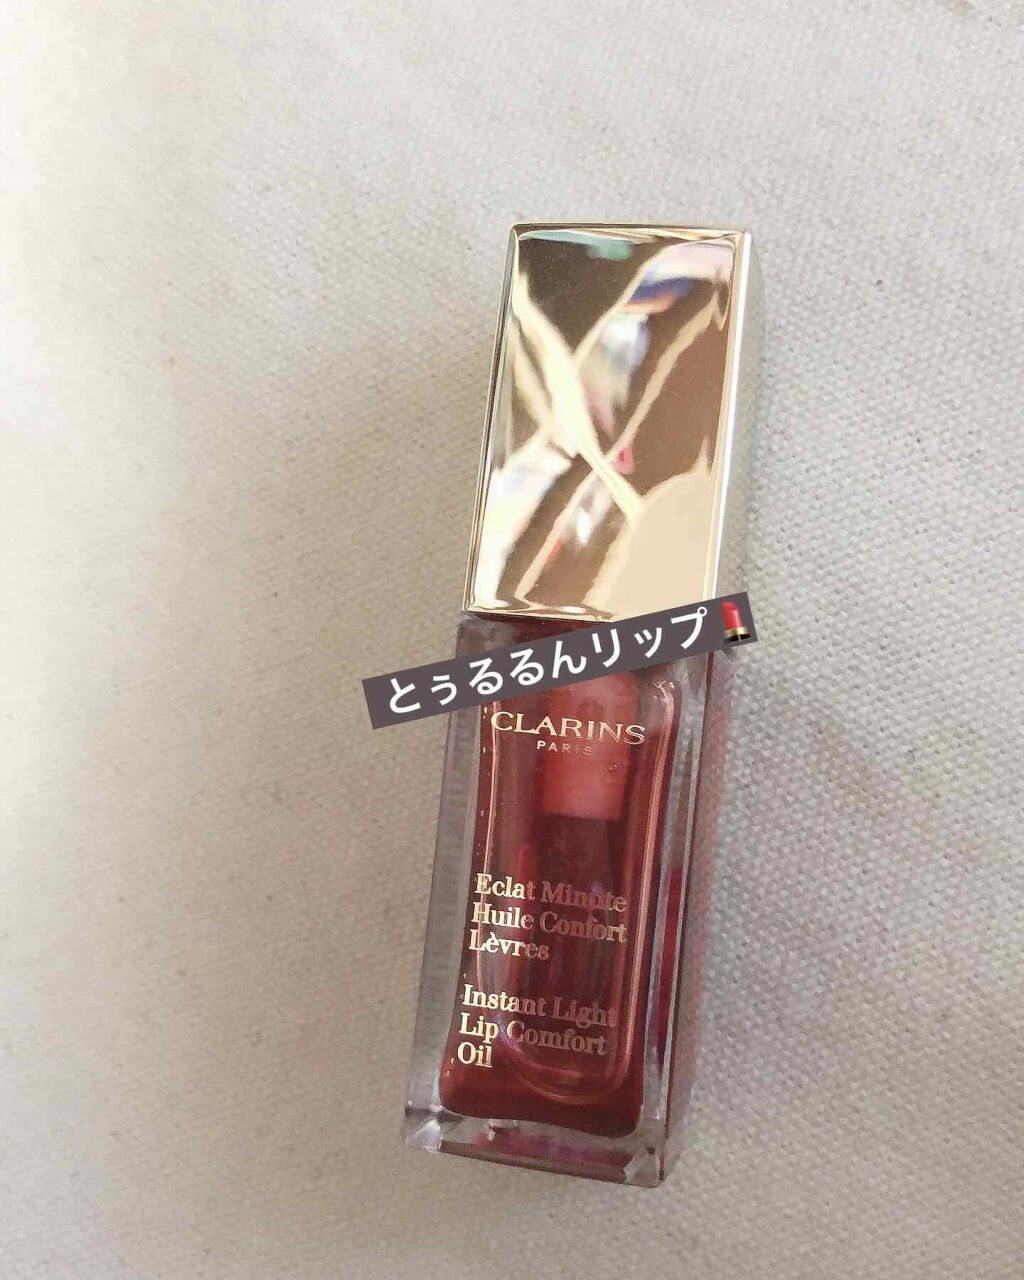 とぅるるんリップ💄
CLARINS
PARIS
Eclat Minute
Huile Confort
Lèvres
Instant Light
Lip Comfort
Oil